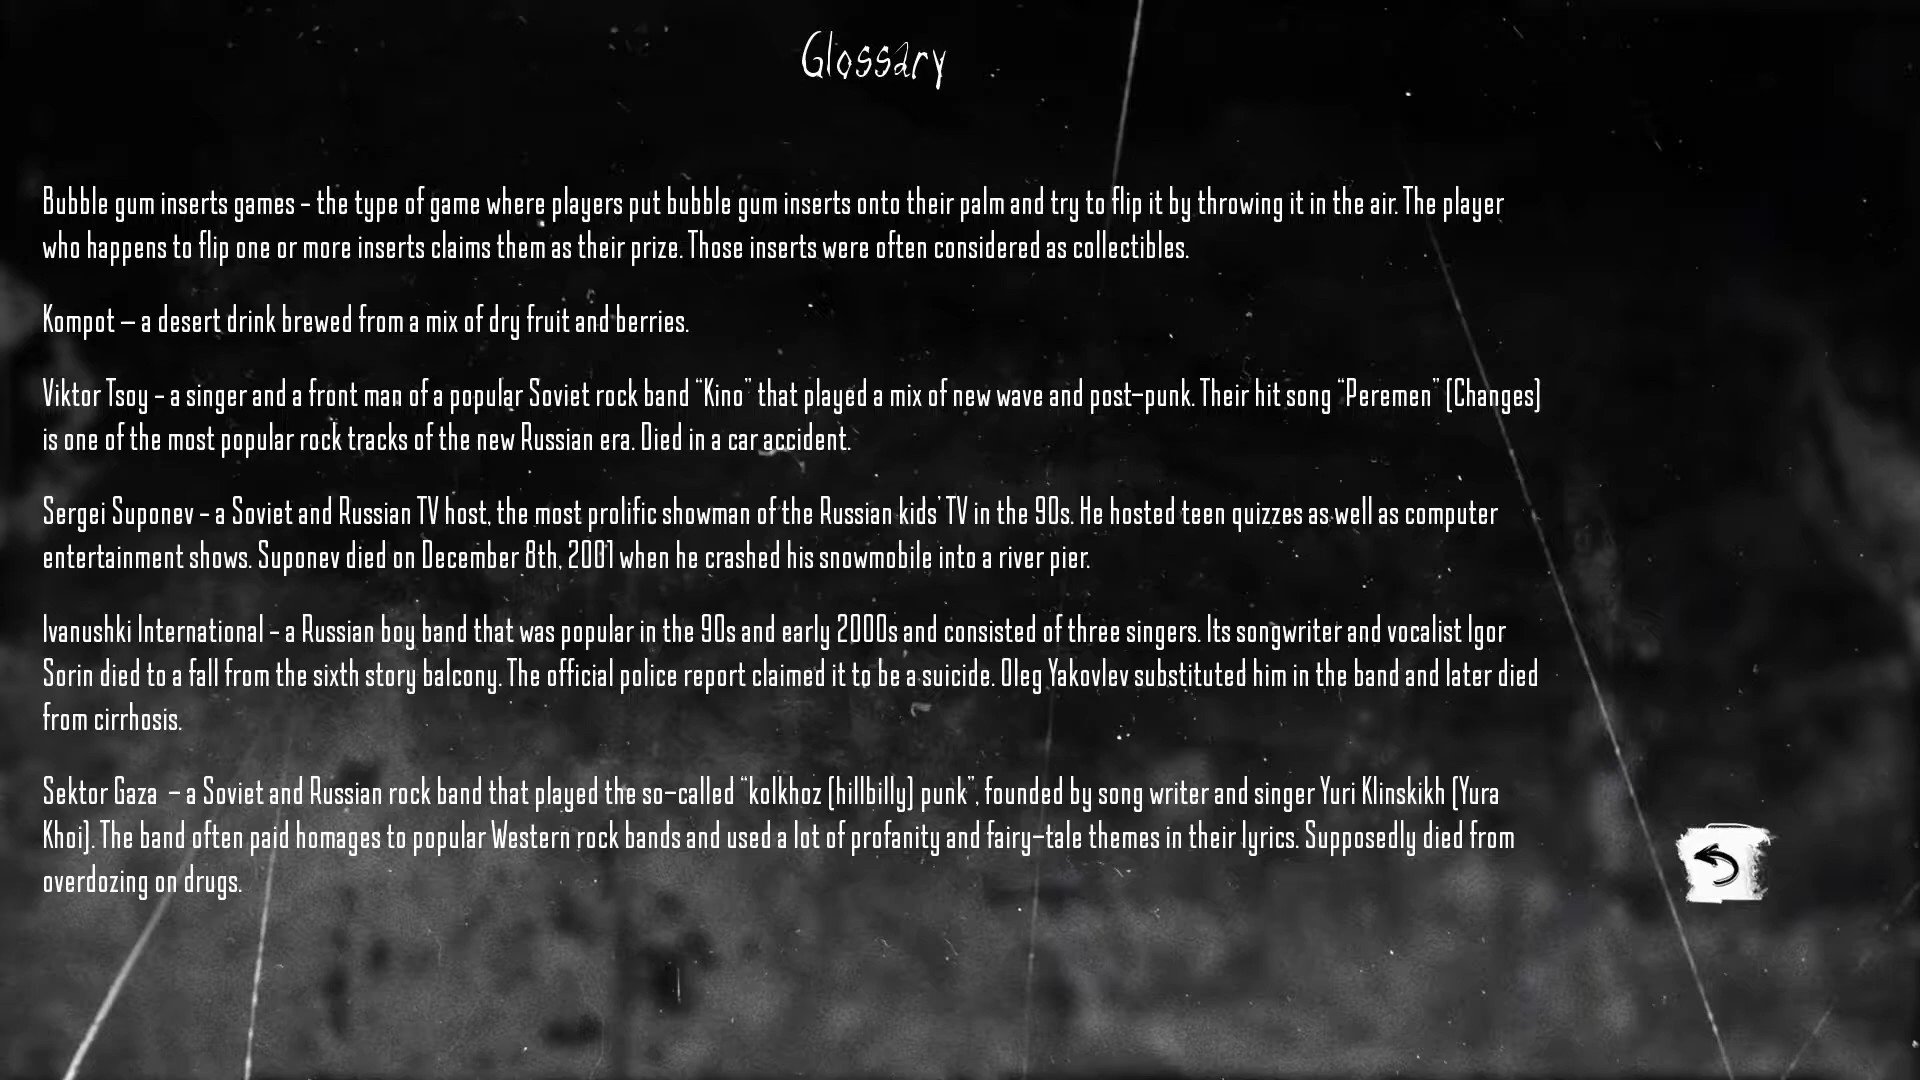 Glossary
Bubble gum inserts games - the type of game where players put bubble gum inserts onto their palm and try to flip it by throwing it in the air. The player
who happens to flip one or more inserts claims them as their prize. Those inserts were often considered as collectibles.
Kompot – a desert drink brewed from a mix of dry fruit and berries.
Viktor Tsoy - a singer and a front man of a popular Soviet rock band “Kino” that played a mix of new wave and post-punk. Their hit song “Peremen” (Changes)
is one of the most popular rock tracks of the new Russian era. Died in a car accident.
Sergei Suponev - a Soviet and Russian TV host, the most prolific showman of the Russian kids’ TV in the 90s. He hosted teen quizzes as well as computer
entertainment shows. Suponev died on December 8th, 2001 when he crashed his snowmobile into a river pier.
Ivanushki International - a Russian boy band that was popular in the 90s and early 2000s and consisted of three singers. Its songwriter and vocalist Igor
Sorin died to a fall from the sixth story balcony. The official police report claimed it to be a suicide. Oleg Yakovlev substituted him in the band and later died
from cirrhosis.
Sektor Gaza – a Soviet and Russian rock band that played the so-called “kolkhoz (hillbilly) punk”, founded by song writer and singer Yuri Klinskikh (Yura
Khoi). The band often paid homages to popular Western rock bands and used a lot of profanity and fairy-tale themes in their lyrics. Supposedly died from
overdozing on drugs.